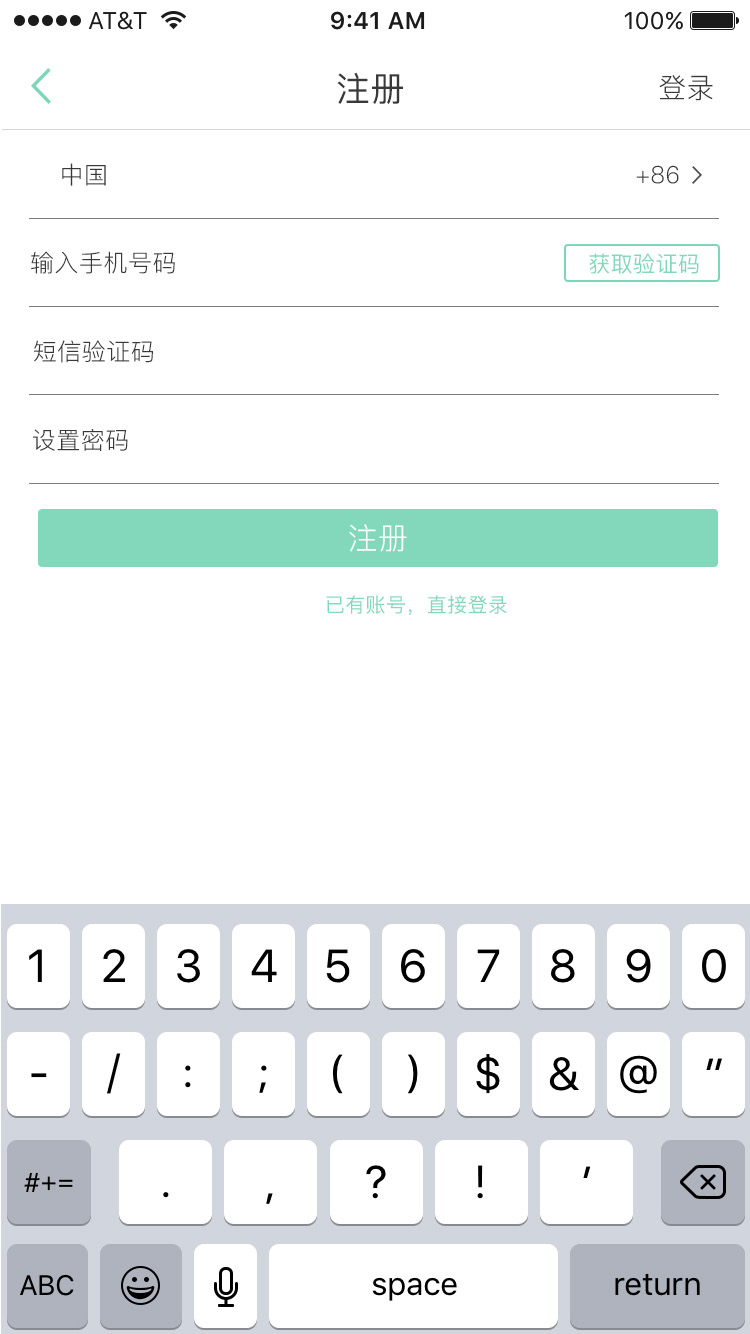 AT&T 9:41 AM 100%
注册 登录
中国 +86
输入手机号码 获取验证码
短信验证码
设置密码
注册
已有账号，直接登录
1 2 3 4 5 6 7 8 9 0
- / : ; ( ) $ & @ "
#+= . , ? ! '
ABC space return